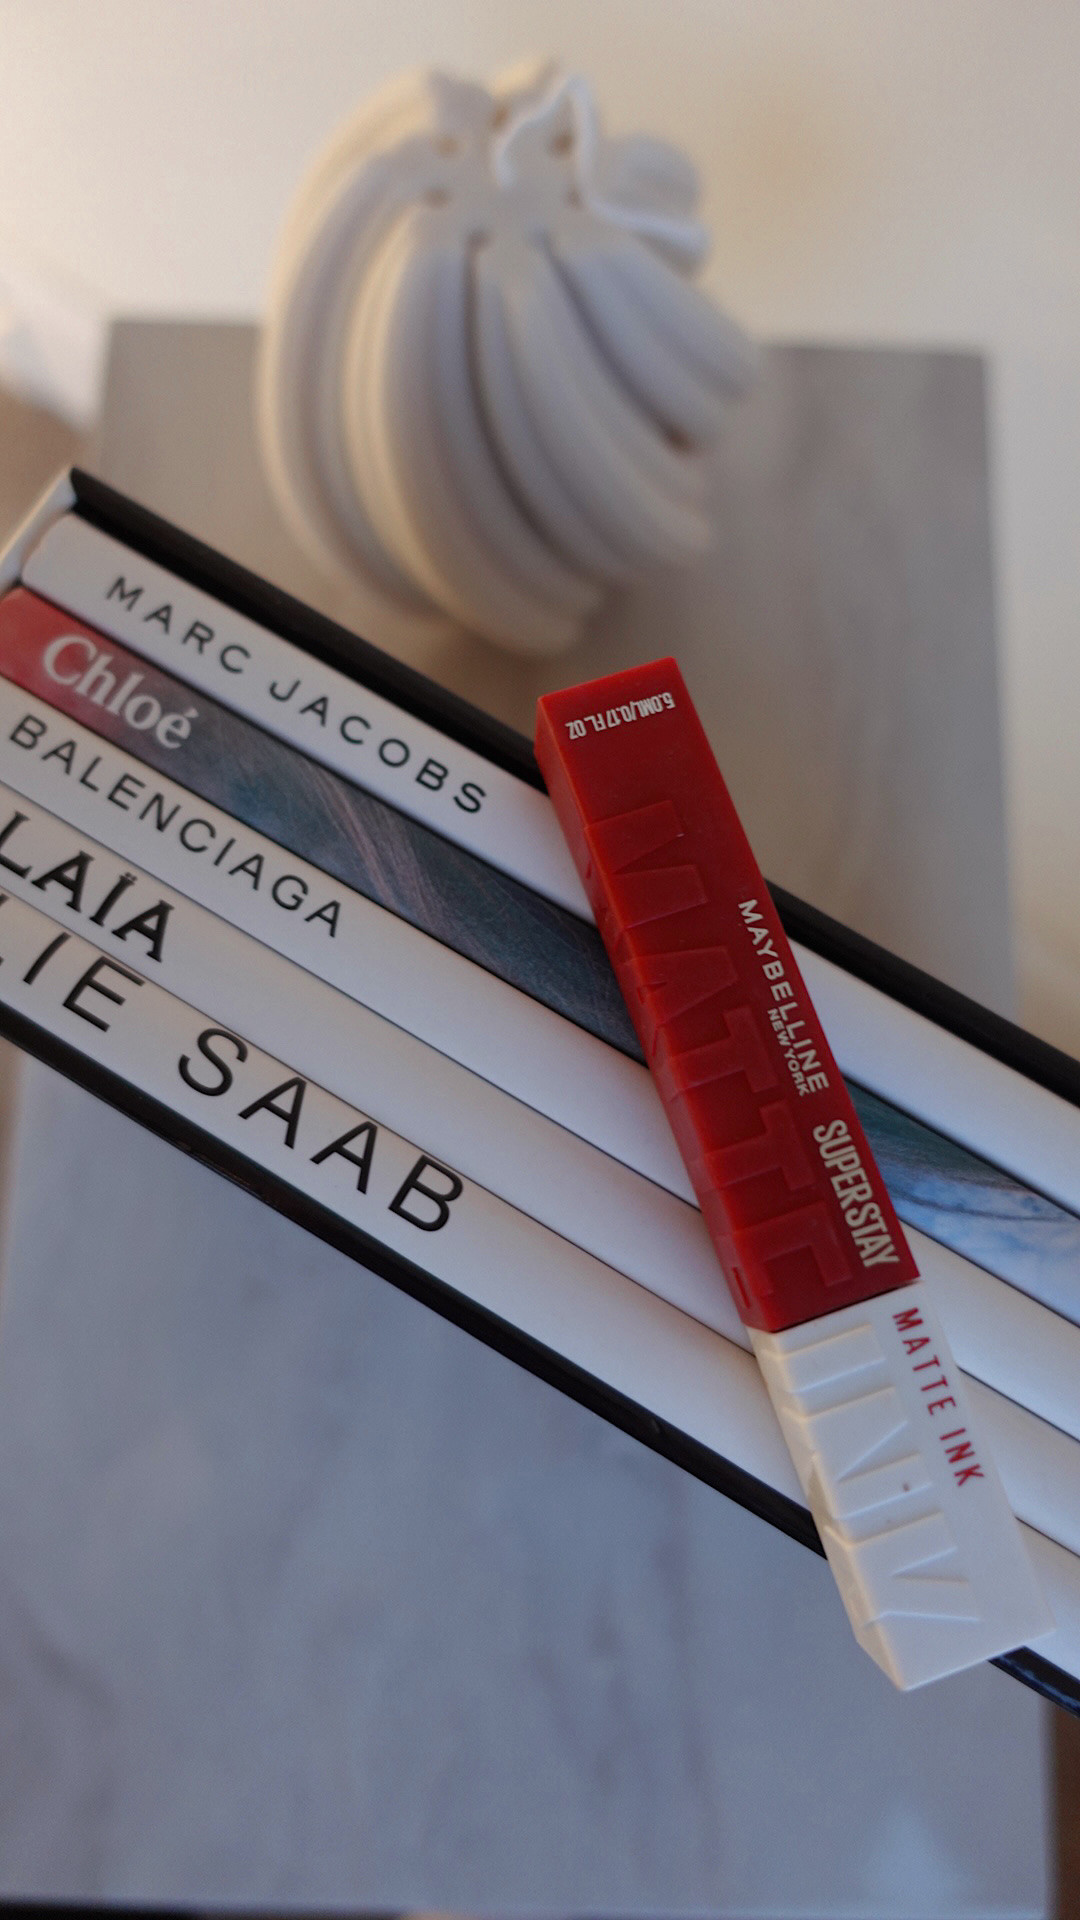 MARC JACOBS
Chloé
BALENCIAGA
LAÏA
LIE SAAB
5.0ML/0.17 FL.OZ
MATTE
MAYBELLINE
NEW YORK
SUPERSTAY
MATTE INK
INK